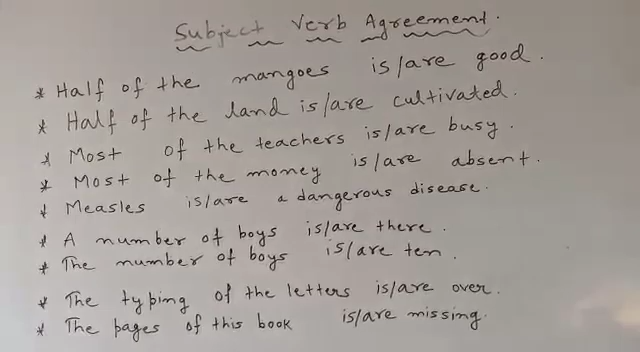 Subject Verb Agreement.
* Half of the mangoes is/are good.
* Half of the land is/are cultivated.
* Most of the teachers is/are busy.
* Most of the money is/are absent.
* Measles is/are a dangerous disease.
* A number of boys is/are there.
* The number of boys is/are ten.
* The typing of the letters is/are over.
* The pages of this book is/are missing.